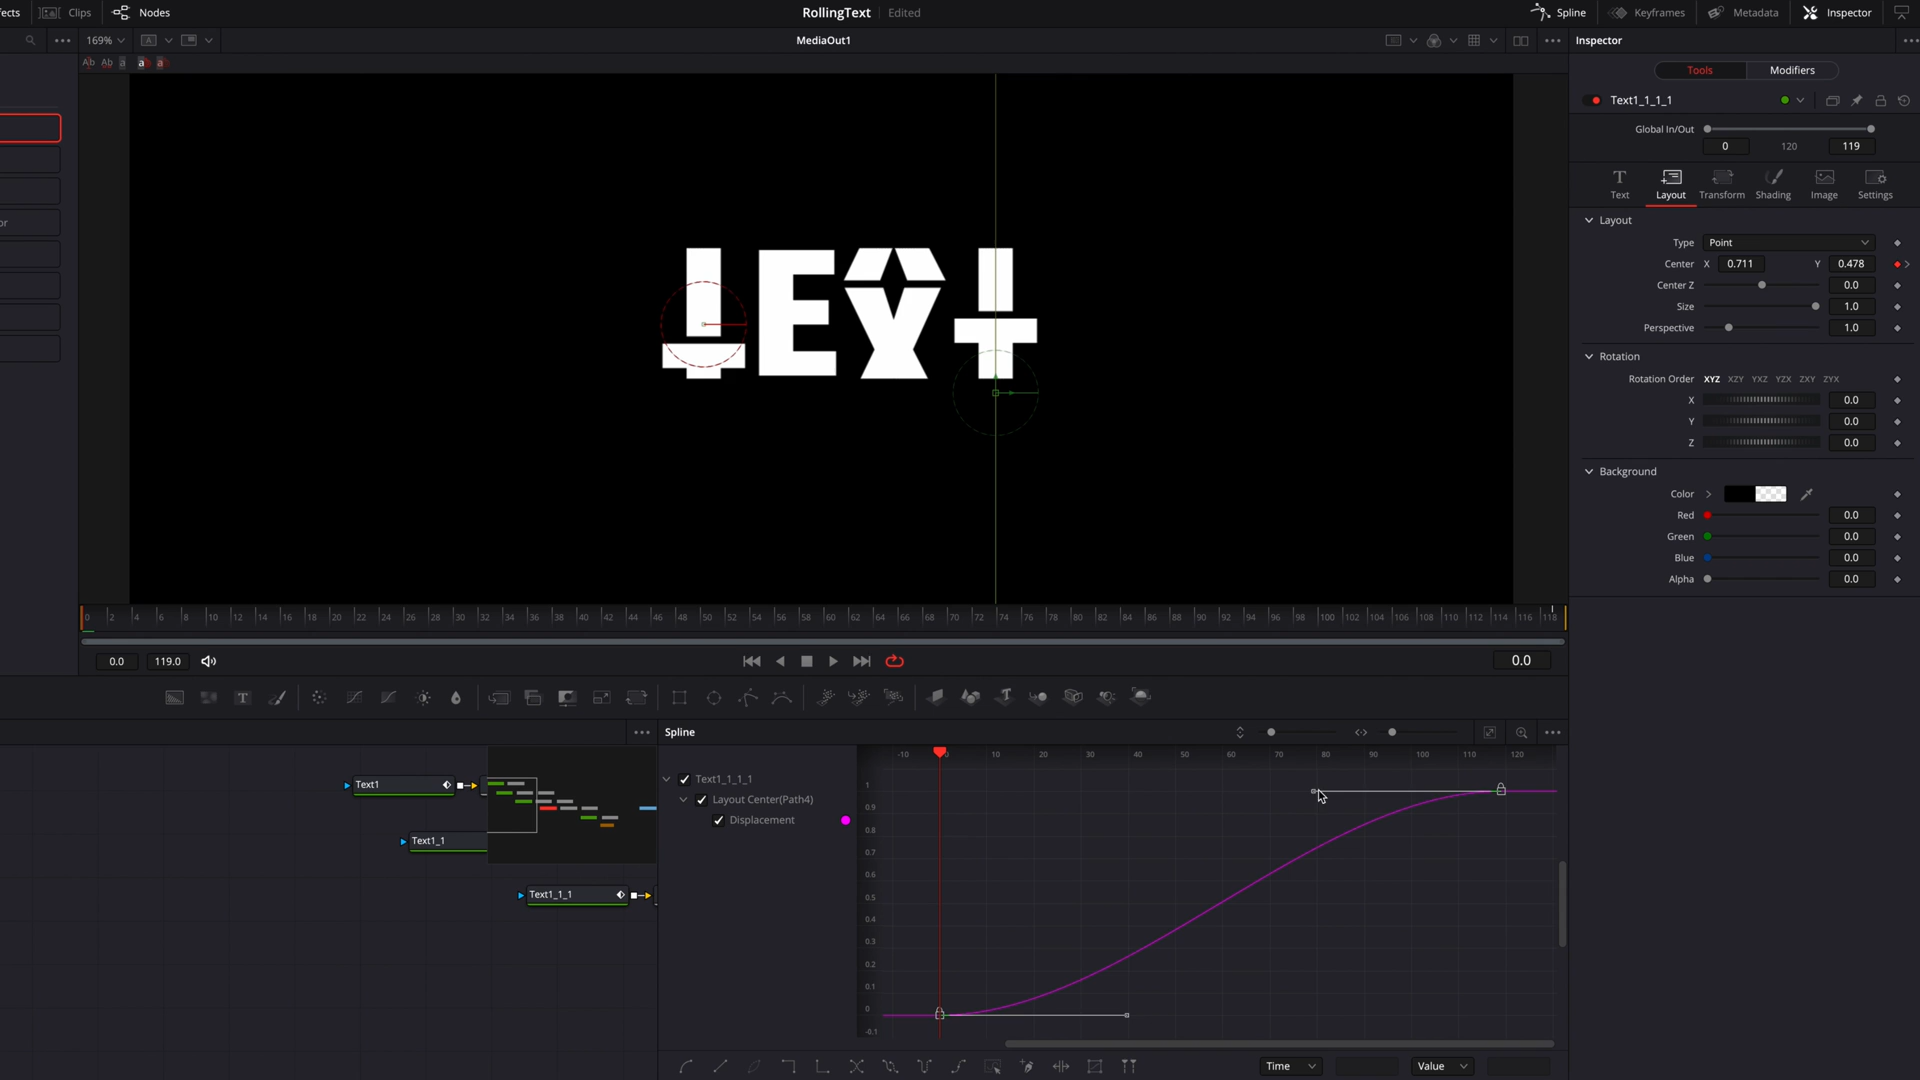 fects
Clips
Nodes
RollingText
Edited
Spline
Keyframes
Metadata
Inspector
169%
MediaOut1
Inspector
Ab Ab a a a
Tools
Modifiers
Text1_1_1_1
Global In/Out
0
120
119
Text
Layout
Transform
Shading
Image
Settings
Layout
Type
Point
Center X 0.711 Y 0.478
Center Z 0.0
Size 1.0
Perspective 1.0
Rotation
Rotation Order XYZ XZY YXZ YZX ZXY ZYX
X 0.0
Y 0.0
Z 0.0
Background
Color
Red 0.0
Green 0.0
Blue 0.0
Alpha 0.0
or
TEXT
0 2 4 6 8 10 12 14 16 18 20 22 24 26 28 30 32 34 36 38 40 42 44 46 48 50 52 54 56 58 60 62 64 66 68 70 72 74 76 78 80 82 84 86 88 90 92 94 96 98 100 102 104 106 108 110 112 114 116 118
0.0
119.0
0.0
Spline
-10 0 10 20 30 40 50 60 70 80 90 100 110 120
Text1_1_1_1
Layout Center(Path4)
Displacement
Text1
Text1_1
Text1_1_1
1
0.9
0.8
0.7
0.6
0.5
0.4
0.3
0.2
0.1
0
-0.1
Time
Value